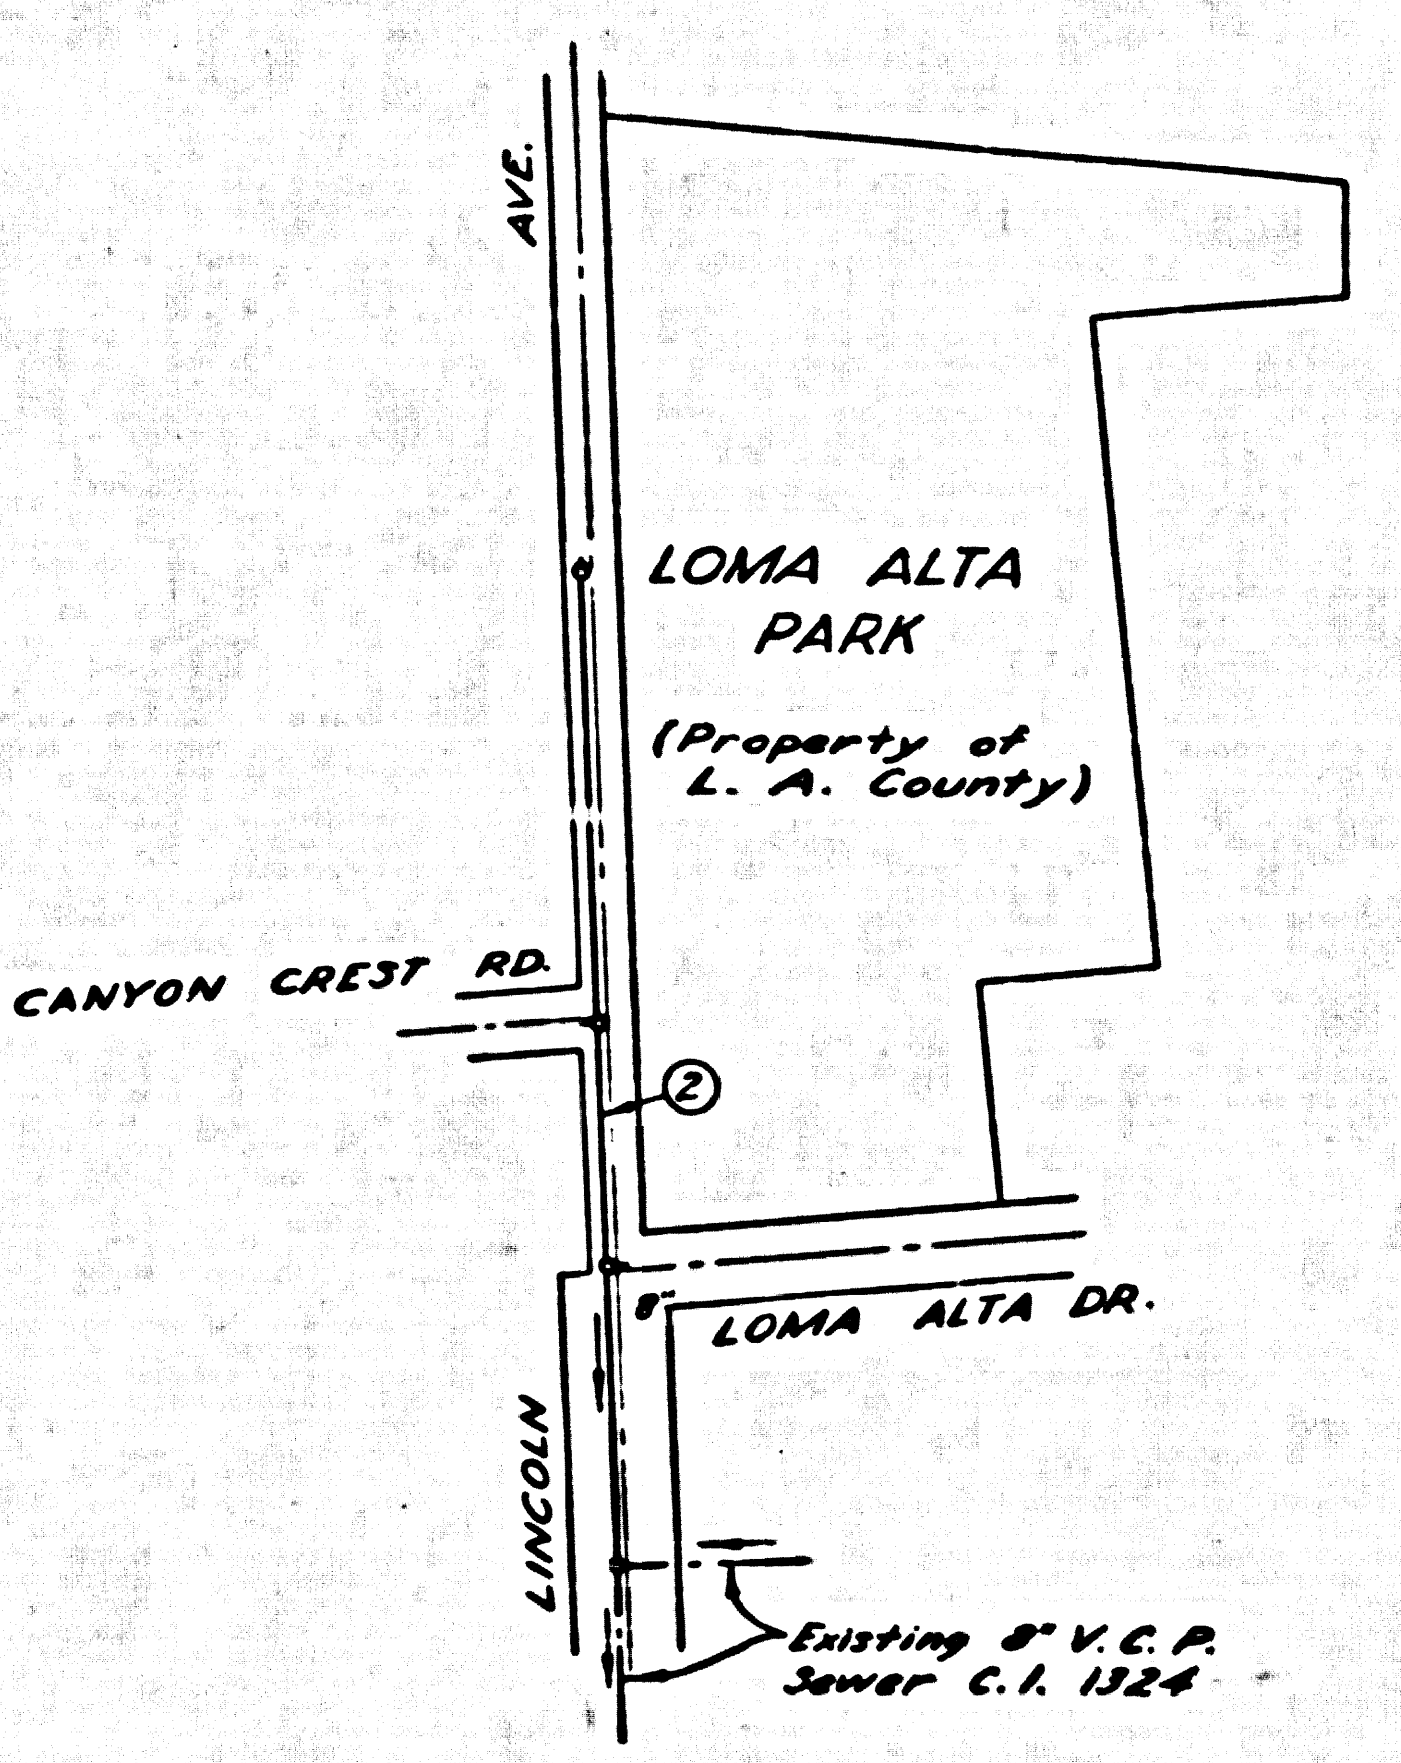 AVE.
LOMA ALTA
PARK
(Property of
L. A. County)
CANYON CREST RD.
2
8"
LOMA ALTA DR.
LINCOLN
Existing 8" V.C.P.
Sewer C.I. 1324